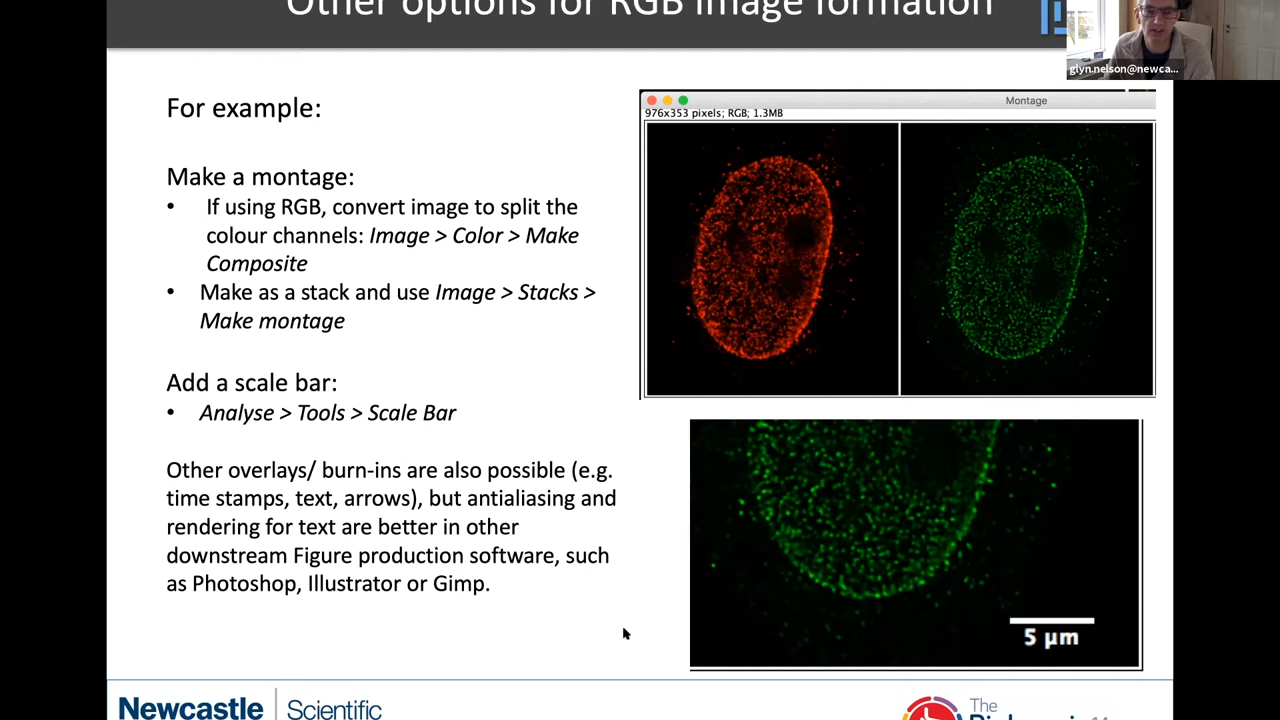 Other options for RGB image formation
glyn.nelson@newca...
For example:
Make a montage:
• If using RGB, convert image to split the
colour channels: Image > Color > Make
Composite
• Make as a stack and use Image > Stacks >
Make montage
Add a scale bar:
• Analyse > Tools > Scale Bar
Other overlays/ burn-ins are also possible (e.g.
time stamps, text, arrows), but antialiasing and
rendering for text are better in other
downstream Figure production software, such
as Photoshop, Illustrator or Gimp.
Montage
976x353 pixels; RGB; 1.3MB
5 µm
Newcastle
Scientific
The